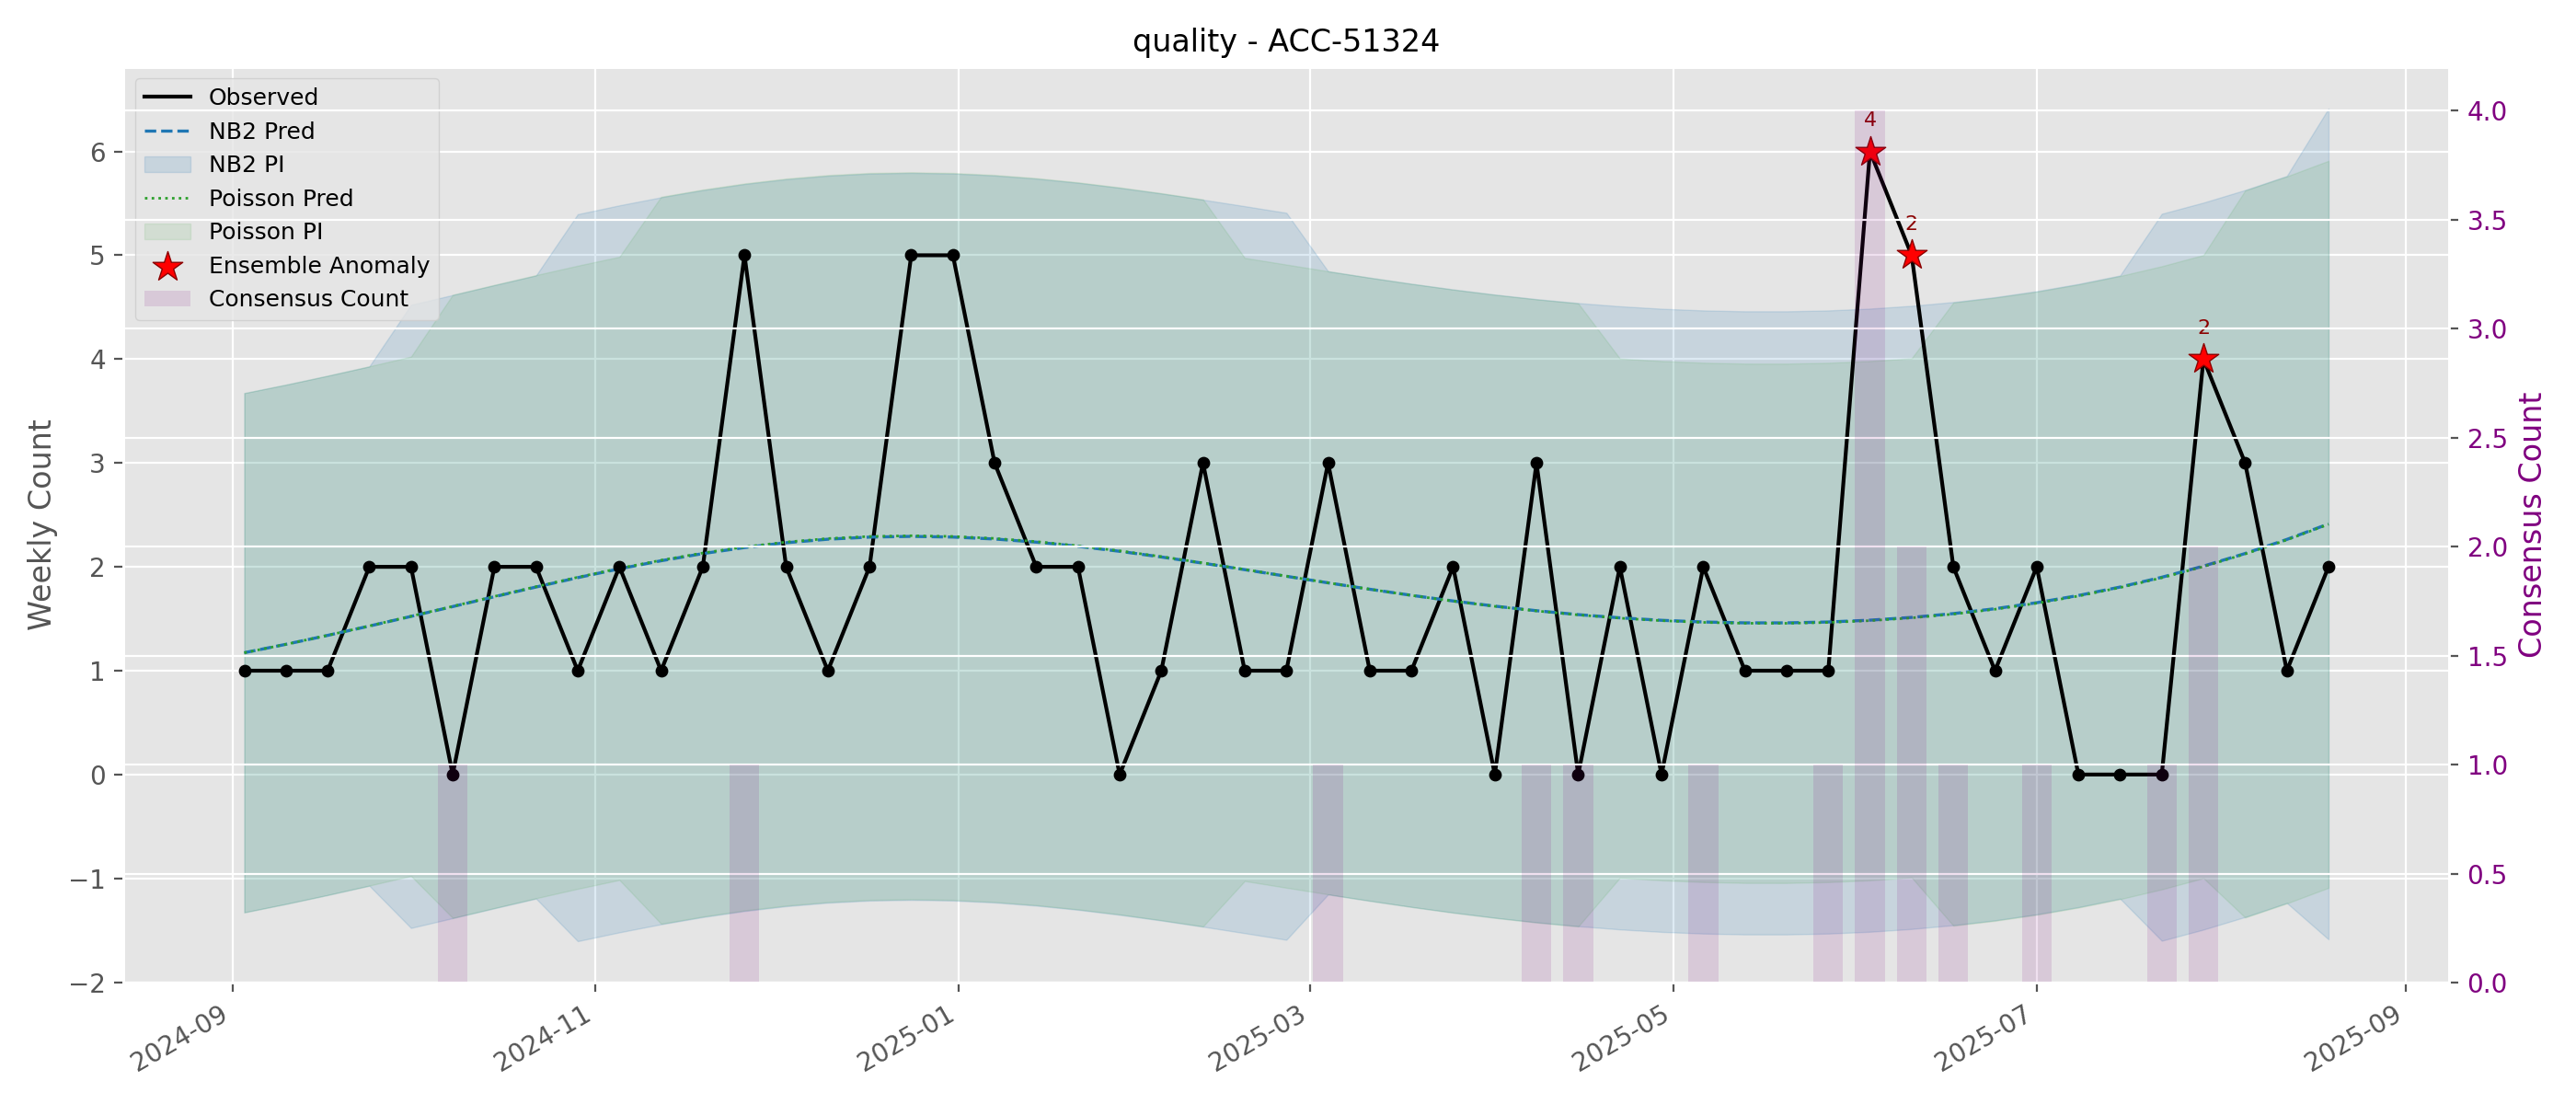 quality - ACC-51324
Observed
NB2 Pred
NB2 PI
Poisson Pred
Poisson PI
Ensemble Anomaly
Consensus Count
Weekly Count
6
5
4
3
2
1
0
−1
−2
4
2
2
4.0
3.5
3.0
2.5
2.0
1.5
1.0
0.5
0.0
Consensus Count
2024-09
2024-11
2025-01
2025-03
2025-05
2025-07
2025-09